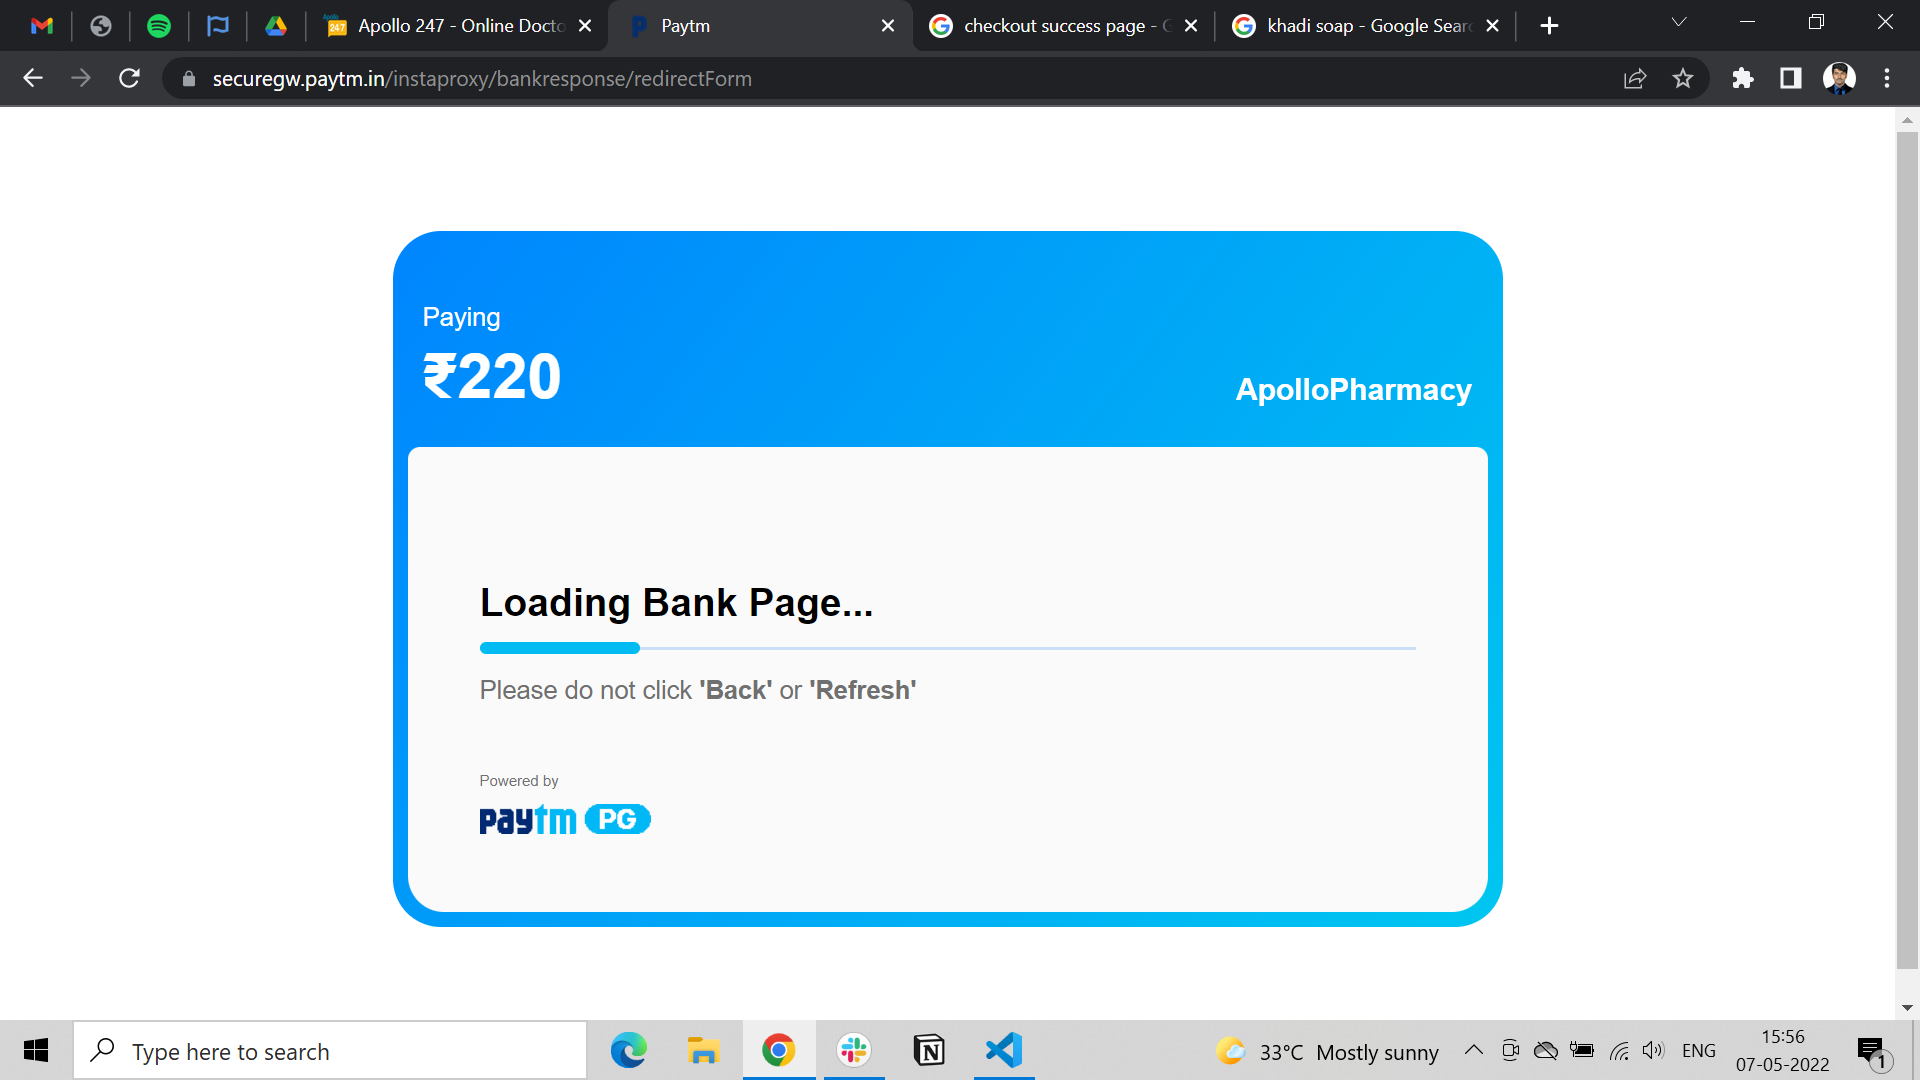 Apollo 247 - Online Docto
Paytm
checkout success page - G
khadi soap - Google Sear
securegw.paytm.in/instaproxy/bankresponse/redirectForm
Paying
₹220
ApolloPharmacy
Loading Bank Page...
Please do not click 'Back' or 'Refresh'
Powered by
paytm PG
Type here to search
33°C Mostly sunny
ENG
15:56
07-05-2022
1